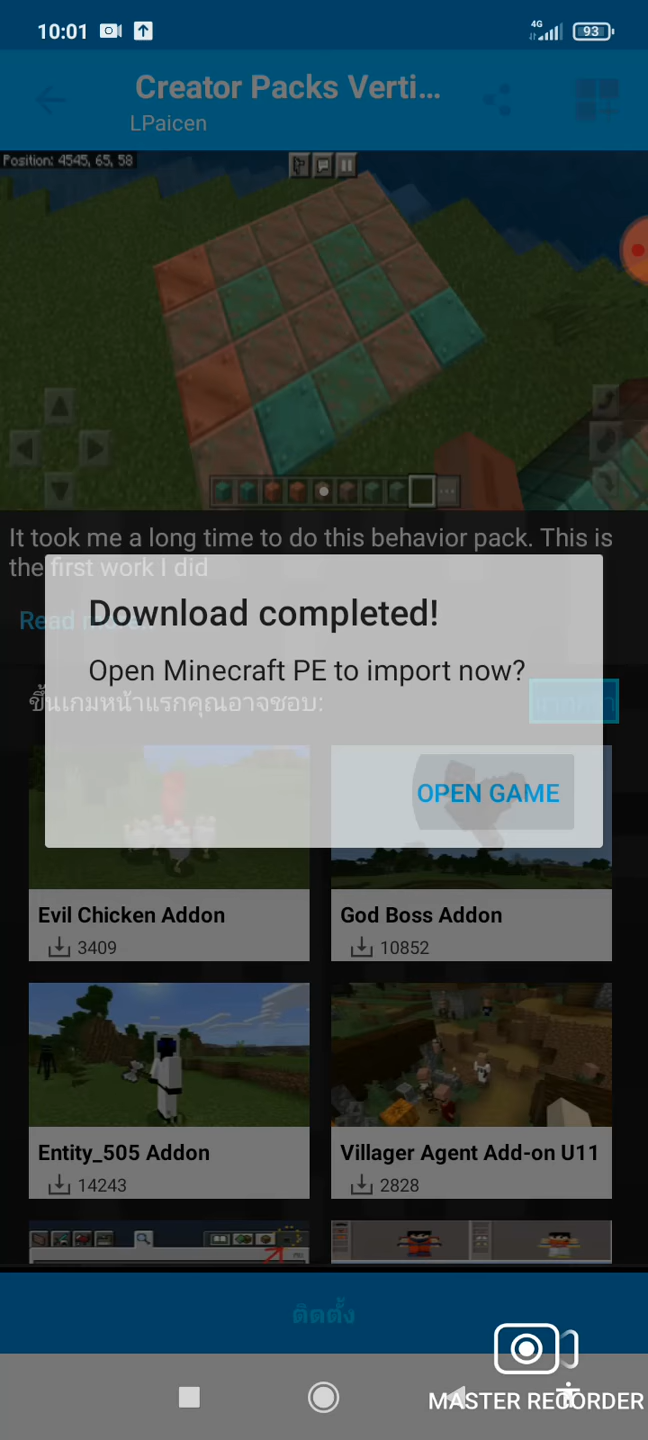 10:01
4G
93
Creator Packs Verti...
LPaicen
Position: 4545, 65, 58
It took me a long time to do this behavior pack. This is
the first work I did
Download completed!
Open Minecraft PE to import now?
ขึ้นเกมหน้าแรกคุณอาจชอบ:
OPEN GAME
Evil Chicken Addon
God Boss Addon
3409
10852
Entity_505 Addon
Villager Agent Add-on U11
14243
2828
ติดตั้ง
MASTER RECORDER